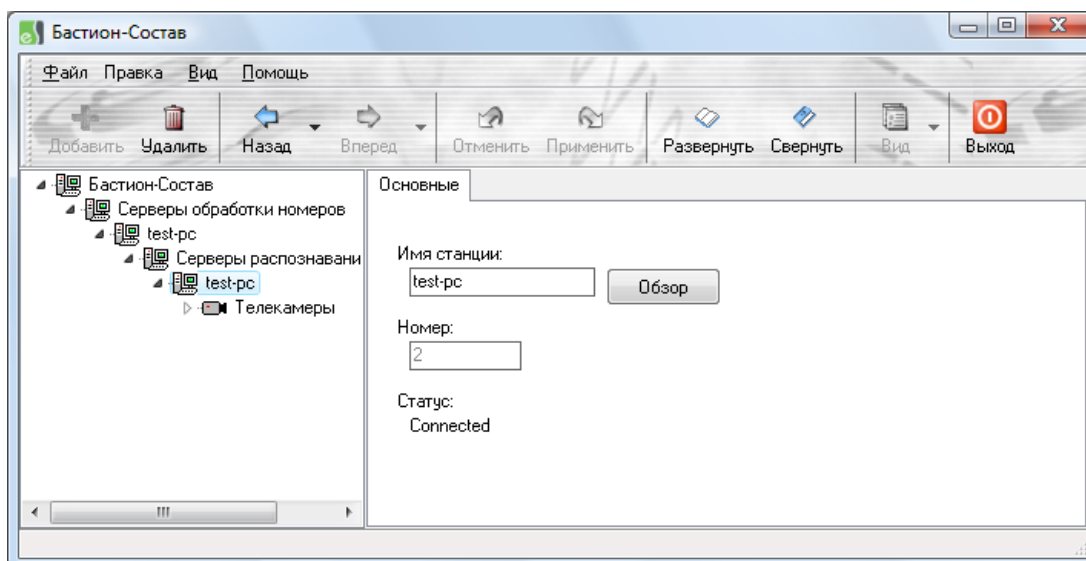 Бастион-Состав
Файл Правка Вид Помощь
Добавить Удалить Назад Вперед Отменить Применить Развернуть Свернуть Вид Выход
Бастион-Состав
Серверы обработки номеров
test-pc
Серверы распознавани
test-pc
Телекамеры
Основные
Имя станции:
test-pc Обзор
Номер:
2
Статус:
Connected